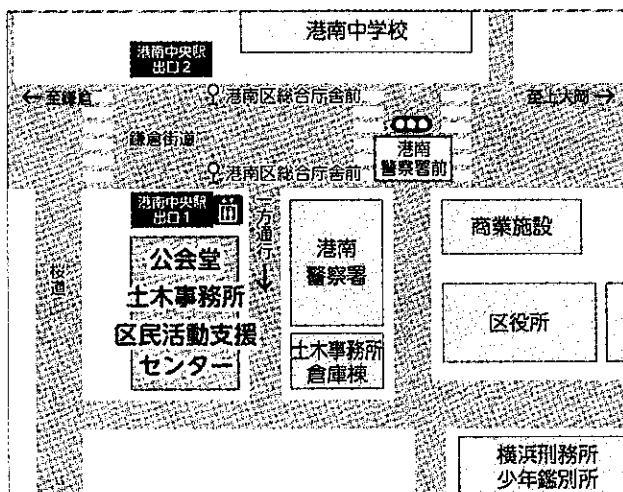 港南中学校
港南中央駅
出口2
←至鎌倉
港南区総合庁舎前
至上大岡→
鎌倉街道
港南
警察署前
港南区総合庁舎前
港南中央駅
出口1
一方通行
桜道
公会堂
土木事務所
区民活動支援
センター
港南
警察署
土木事務所
倉庫棟
商業施設
区役所
横浜刑務所
少年鑑別所